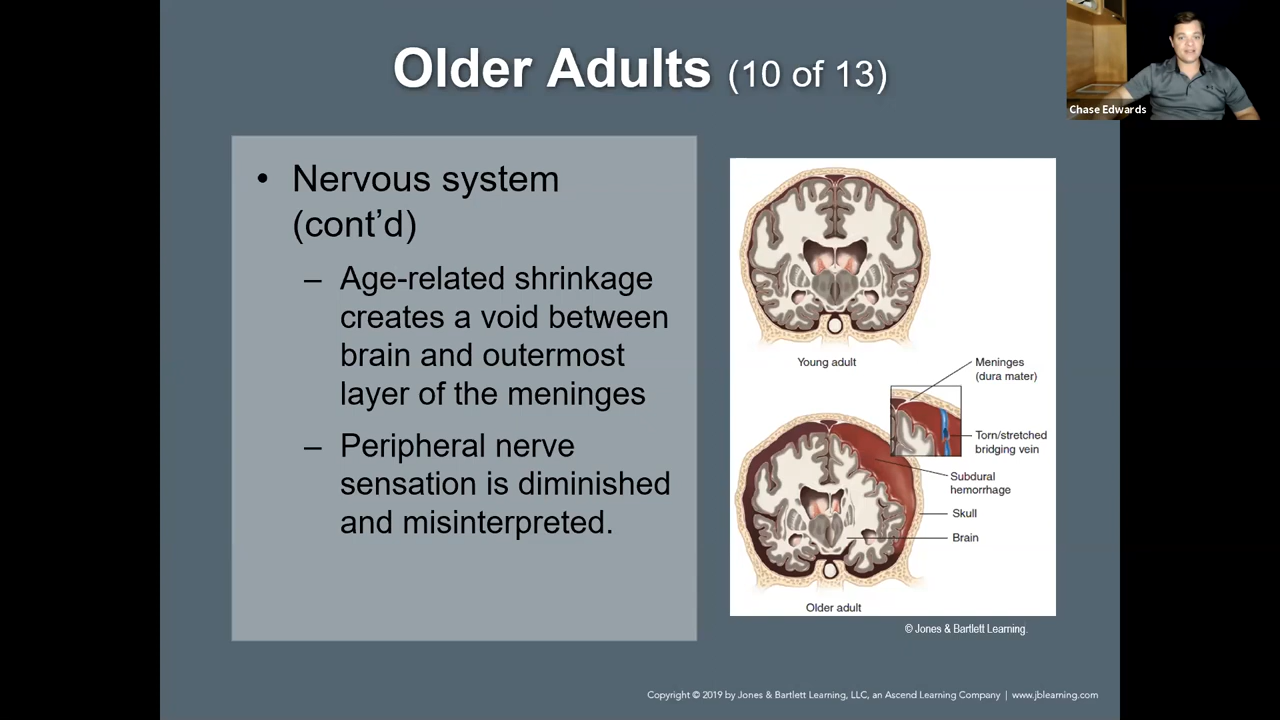 Older Adults (10 of 13)
Chase Edwards
• Nervous system
(cont’d)
– Age-related shrinkage
creates a void between
brain and outermost
layer of the meninges
– Peripheral nerve
sensation is diminished
and misinterpreted.
Young adult
Meninges
(dura mater)
Torn/stretched
bridging vein
Subdural
hemorrhage
Skull
Brain
Older adult
© Jones & Bartlett Learning.
Copyright © 2019 by Jones & Bartlett Learning, LLC, an Ascend Learning Company | www.jblearning.com